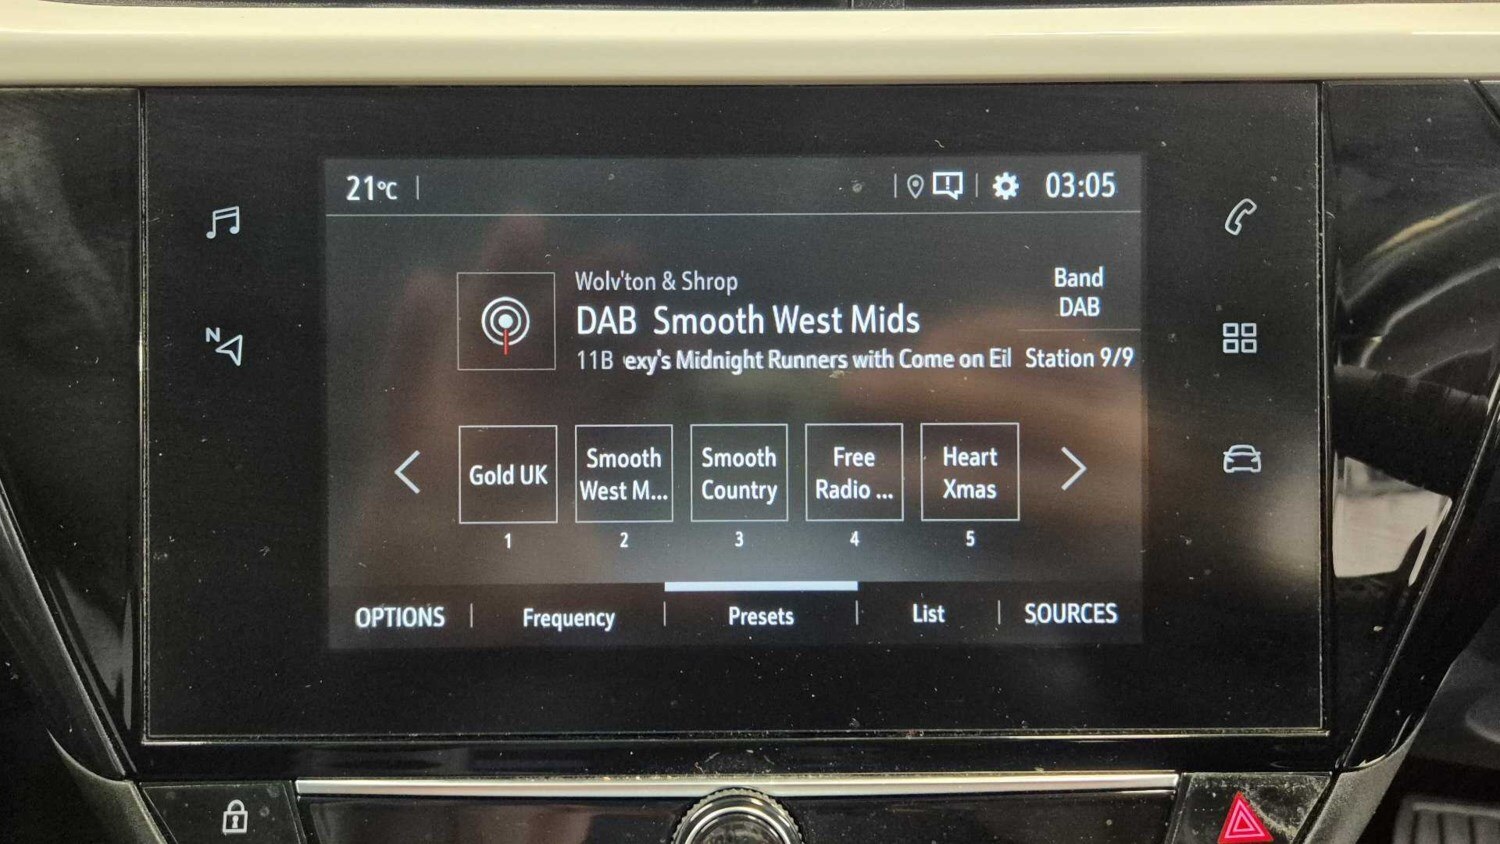 21°C
03:05
Wolv'ton & Shrop
DAB Smooth West Mids
11B exy's Midnight Runners with Come on Eil
Band
DAB
Station 9/9
Gold UK
Smooth
West M...
Smooth
Country
Free
Radio ...
Heart
Xmas
1 2 3 4 5
OPTIONS Frequency Presets List SOURCES
N